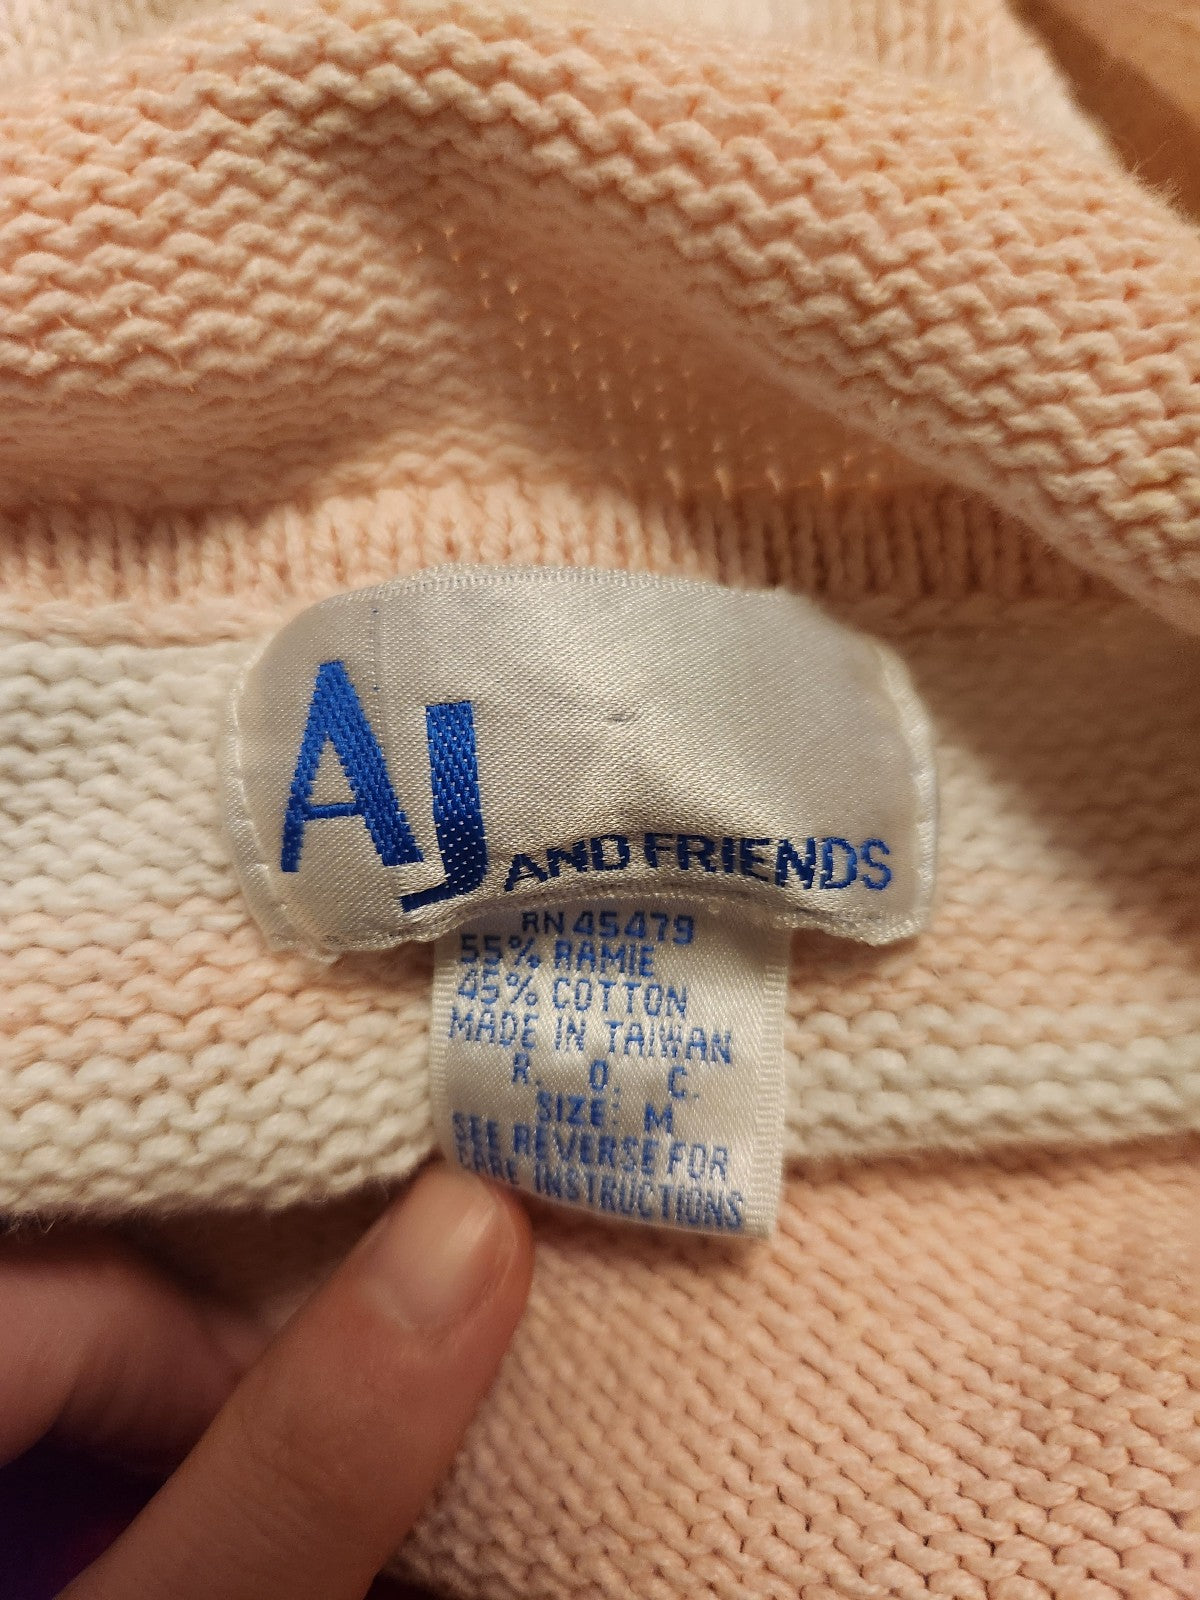 AJ AND FRIENDS
RN 45479
55% RAMIE
45% COTTON
MADE IN TAIWAN
R. O. C.
SIZE: M
SEE REVERSE FOR
CARE INSTRUCTIONS